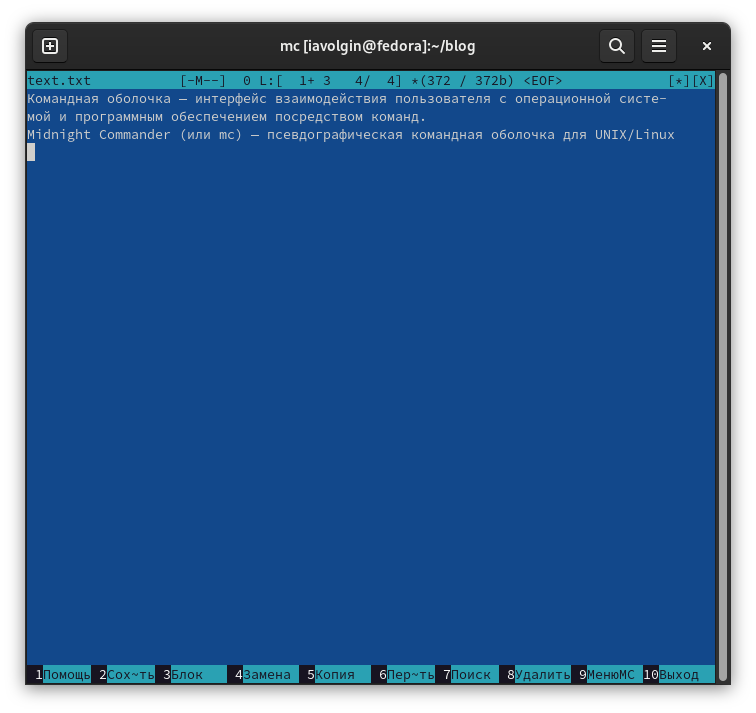 mc [iavolgin@fedora]:~/blog
text.txt [-M--] 0 L:[ 1+ 3 4/ 4] *(372 / 372b) <EOF> [*][X]
Командная оболочка — интерфейс взаимодействия пользователя с операционной систе-
мой и программным обеспечением посредством команд.
Midnight Commander (или mc) — псевдографическая командная оболочка для UNIX/Linux
1Помощь 2Сох~ть 3Блок 4Замена 5Копия 6Пер~ть 7Поиск 8Удалить 9МенюMC 10Выход